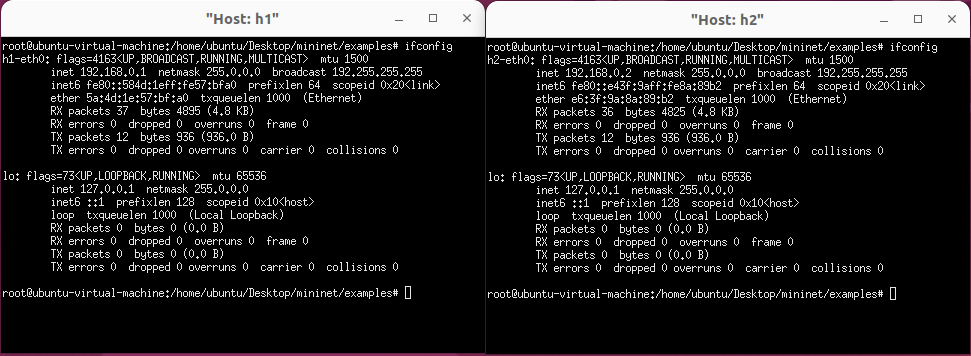 "Host: h1"
root@ubuntu-virtual-machine:/home/ubuntu/Desktop/mininet/examples# ifconfig
h1-eth0: flags=4163<UP,BROADCAST,RUNNING,MULTICAST>  mtu 1500
        inet 192.168.0.1  netmask 255.0.0.0  broadcast 192.255.255.255
        inet6 fe80::584d:1eff:fe57:bfa0  prefixlen 64  scopeid 0x20<link>
        ether 5a:4d:1e:57:bf:a0  txqueuelen 1000  (Ethernet)
        RX packets 37  bytes 4895 (4.8 KB)
        RX errors 0  dropped 0  overruns 0  frame 0
        TX packets 12  bytes 936 (936.0 B)
        TX errors 0  dropped 0 overruns 0  carrier 0  collisions 0
lo: flags=73<UP,LOOPBACK,RUNNING>  mtu 65536
        inet 127.0.0.1  netmask 255.0.0.0
        inet6 ::1  prefixlen 128  scopeid 0x10<host>
        loop  txqueuelen 1000  (Local Loopback)
        RX packets 0  bytes 0 (0.0 B)
        RX errors 0  dropped 0  overruns 0  frame 0
        TX packets 0  bytes 0 (0.0 B)
        TX errors 0  dropped 0 overruns 0  carrier 0  collisions 0
root@ubuntu-virtual-machine:/home/ubuntu/Desktop/mininet/examples#
"Host: h2"
root@ubuntu-virtual-machine:/home/ubuntu/Desktop/mininet/examples# ifconfig
h2-eth0: flags=4163<UP,BROADCAST,RUNNING,MULTICAST>  mtu 1500
        inet 192.168.0.2  netmask 255.0.0.0  broadcast 192.255.255.255
        inet6 fe80::e43f:9aff:fe8a:89b2  prefixlen 64  scopeid 0x20<link>
        ether e6:3f:9a:8a:89:b2  txqueuelen 1000  (Ethernet)
        RX packets 36  bytes 4825 (4.8 KB)
        RX errors 0  dropped 0  overruns 0  frame 0
        TX packets 12  bytes 936 (936.0 B)
        TX errors 0  dropped 0 overruns 0  carrier 0  collisions 0
lo: flags=73<UP,LOOPBACK,RUNNING>  mtu 65536
        inet 127.0.0.1  netmask 255.0.0.0
        inet6 ::1  prefixlen 128  scopeid 0x10<host>
        loop  txqueuelen 1000  (Local Loopback)
        RX packets 0  bytes 0 (0.0 B)
        RX errors 0  dropped 0  overruns 0  frame 0
        TX packets 0  bytes 0 (0.0 B)
        TX errors 0  dropped 0 overruns 0  carrier 0  collisions 0
root@ubuntu-virtual-machine:/home/ubuntu/Desktop/mininet/examples#